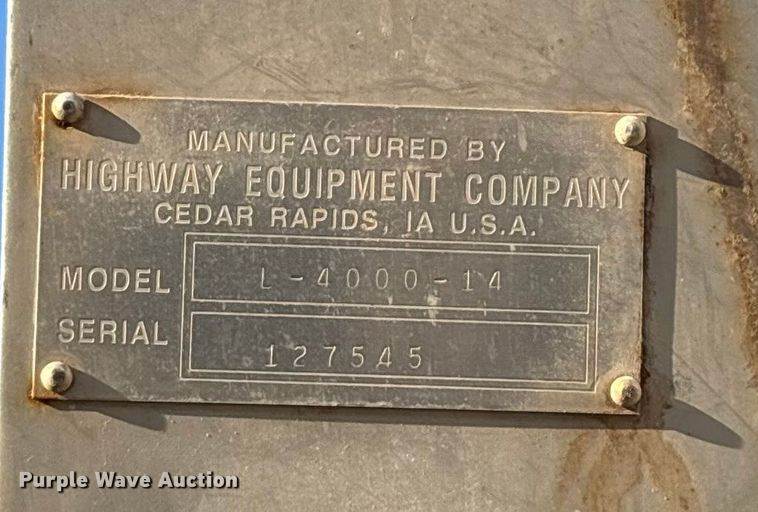 MANUFACTURED BY
HIGHWAY EQUIPMENT COMPANY
CEDAR RAPIDS, IA U.S.A.
MODEL L-4000-14
SERIAL 127545
Purple Wave Auction